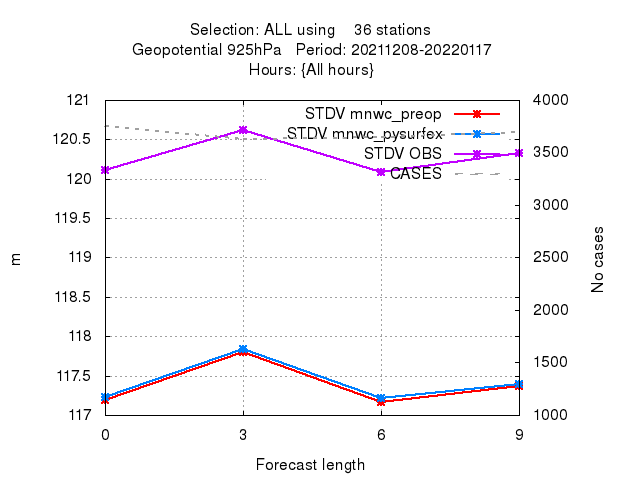 Selection: ALL using 36 stations
Geopotential 925hPa Period: 20211208-20220117
Hours: {All hours}
121 4000
STDV mnwc_preop
120.5 STDV mnwc_pysurfex
STDV OBS 3500
120 CASES
119.5 3000
119 2500
m No cases
118.5 2000
118 1500
117.5
117 1000
0 3 6 9
Forecast length